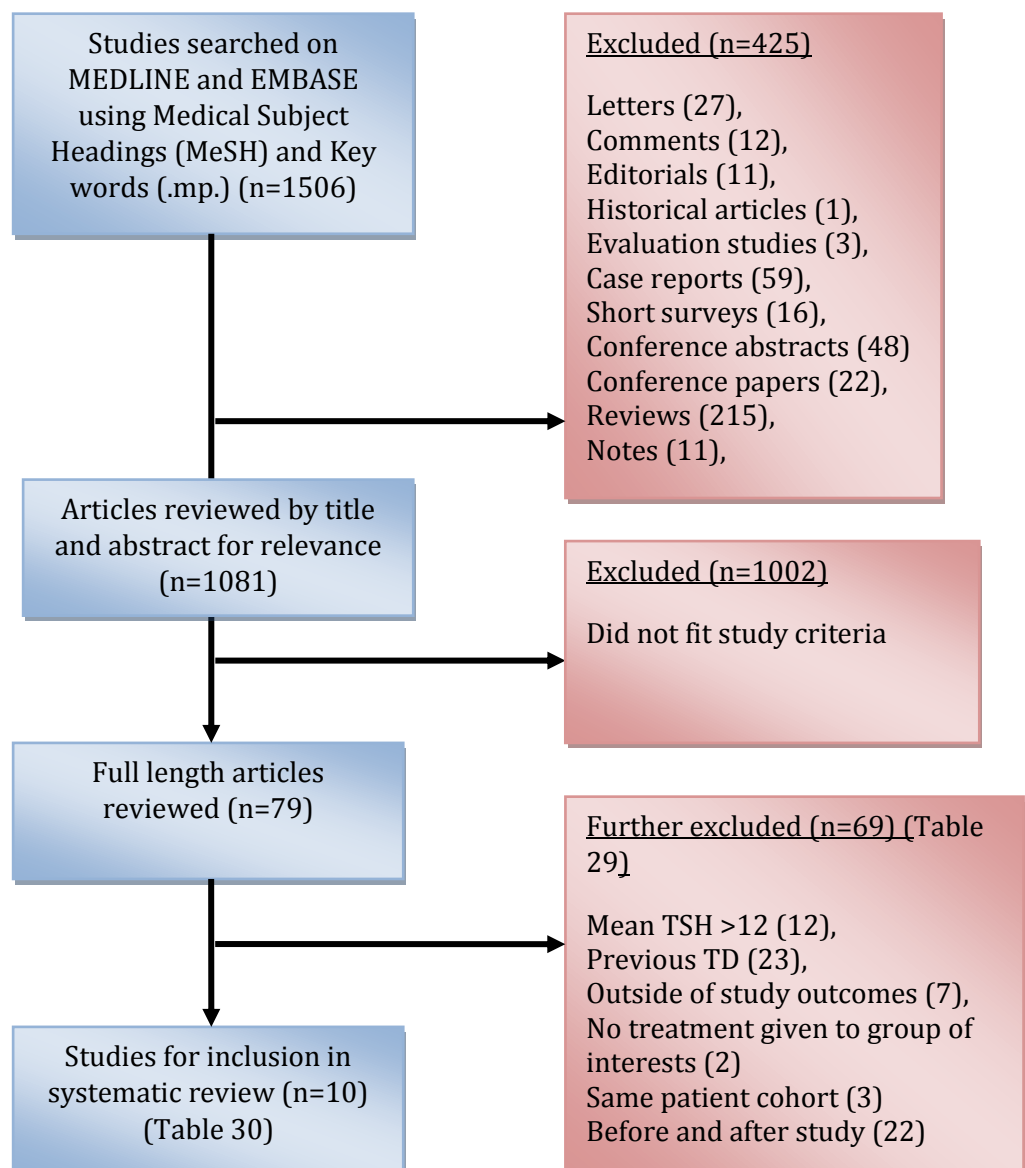 Studies searched on
MEDLINE and EMBASE
using Medical Subject
Headings (MeSH) and Key
words (.mp.) (n=1506)
Excluded (n=425)
Letters (27),
Comments (12),
Editorials (11),
Historical articles (1),
Evaluation studies (3),
Case reports (59),
Short surveys (16),
Conference abstracts (48)
Conference papers (22),
Reviews (215),
Notes (11),
Articles reviewed by title
and abstract for relevance
(n=1081)
Excluded (n=1002)
Did not fit study criteria
Full length articles
reviewed (n=79)
Further excluded (n=69) (Table
29)
Mean TSH >12 (12),
Previous TD (23),
Outside of study outcomes (7),
No treatment given to group of
interests (2)
Same patient cohort (3)
Before and after study (22)
Studies for inclusion in
systematic review (n=10)
(Table 30)